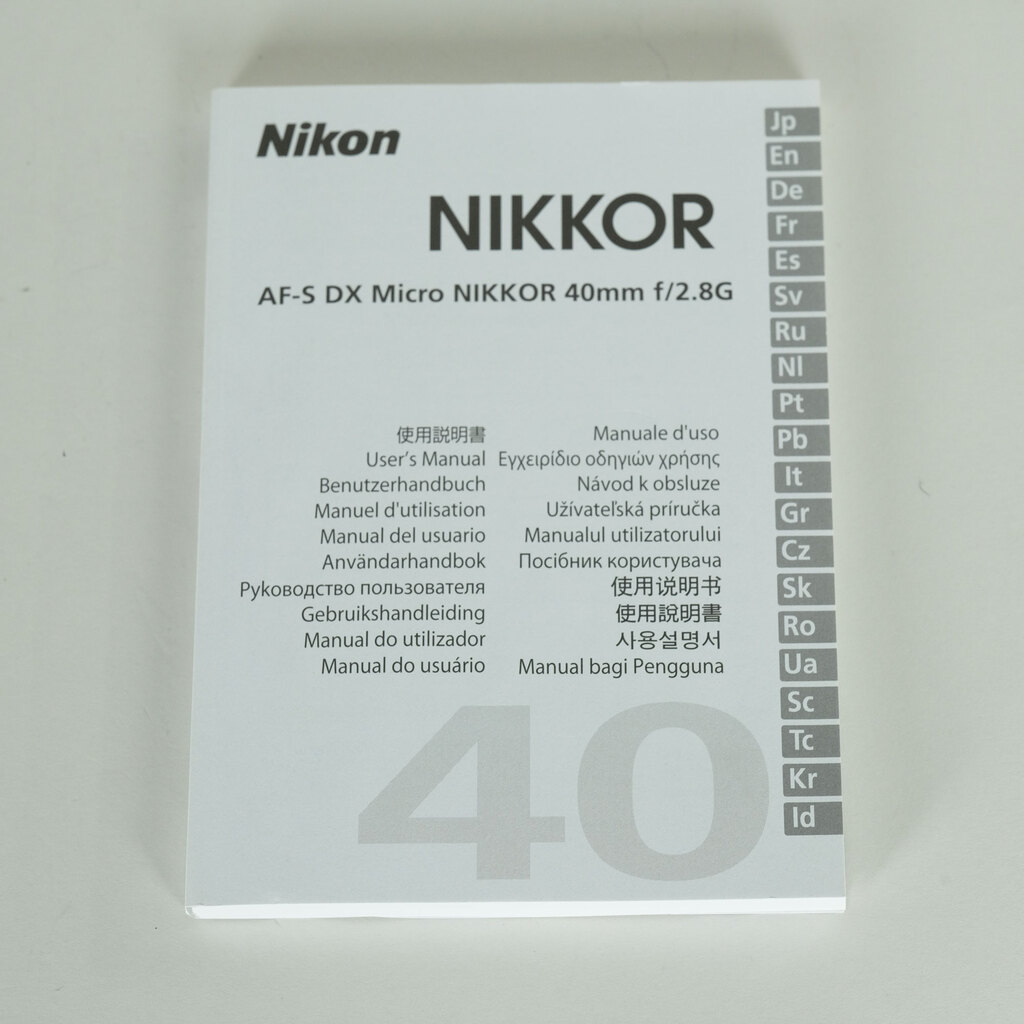 Nikon
NIKKOR
AF-S DX Micro NIKKOR 40mm f/2.8G
使用説明書
User's Manual
Benutzerhandbuch
Manuel d'utilisation
Manual del usuario
Användarhandbok
Руководство пользователя
Gebruikshandleiding
Manual do utilizador
Manual do usuário
Manuale d'uso
Εγχειρίδιο οδηγιών χρήσης
Návod k obsluze
Užívateľská príručka
Manualul utilizatorului
Посібник користувача
使用说明书
使用說明書
사용설명서
Manual bagi Pengguna
40
Jp
En
De
Fr
Es
Sv
Ru
Nl
Pt
Pb
It
Gr
Cz
Sk
Ro
Ua
Sc
Tc
Kr
Id